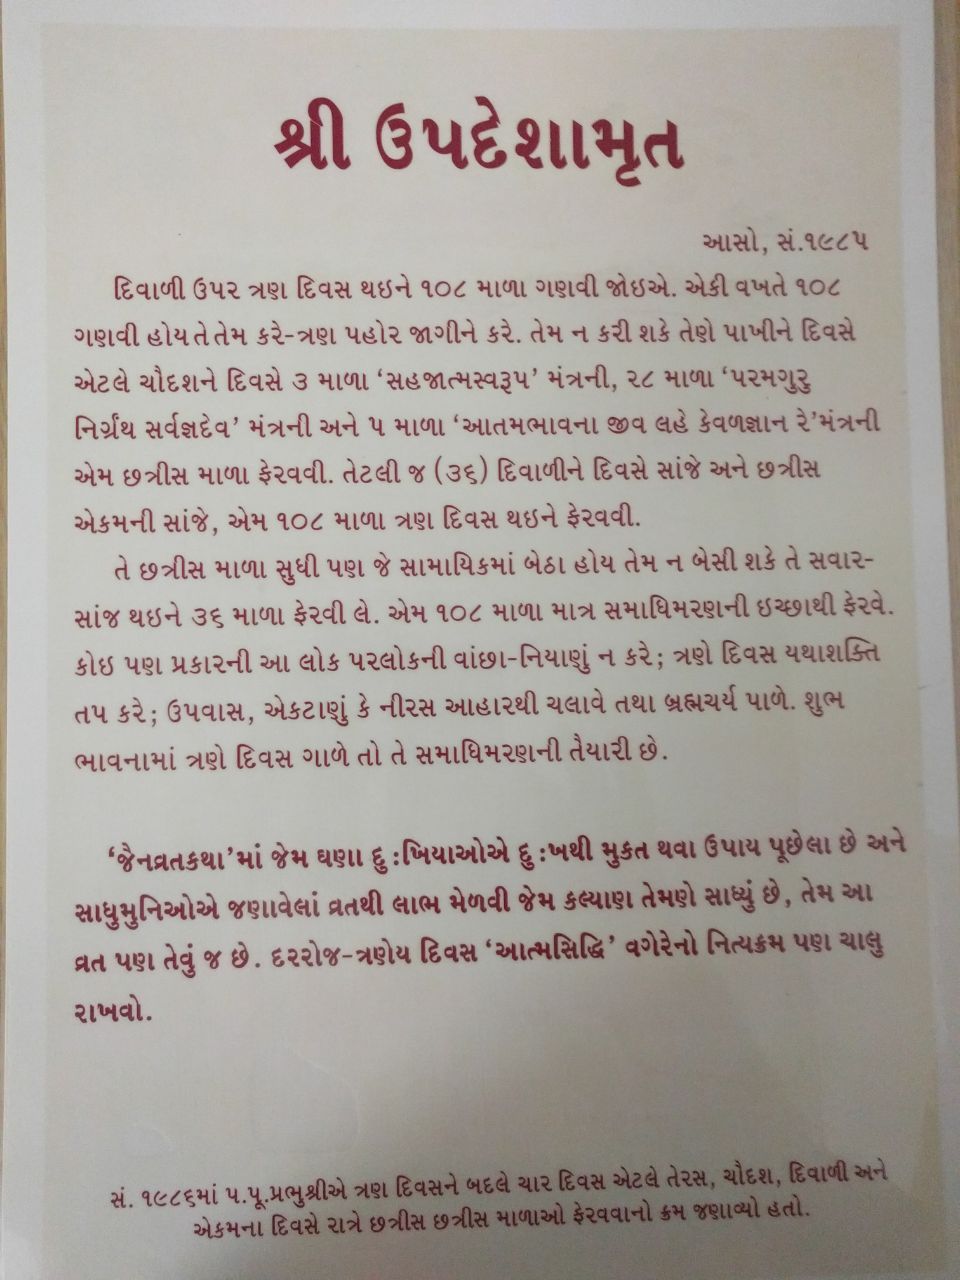 શ્રી ઉપદેશામૃત
આસો, સં.૧૯૮૫
દિવાળી ઉપર ત્રણ દિવસ થઇને ૧૦૮ માળા ગણવી જોઇએ. એકી વખતે ૧૦૮
ગણવી હોય તે તેમ કરે-ત્રણ પહોર જાગીને કરે. તેમ ન કરી શકે તેણે પાખીને દિવસે
એટલે ચૌદશને દિવસે ૩ માળા ‘સહજાત્મસ્વરૂપ’ મંત્રની, ૨૮ માળા ‘પરમગુરુ
નિર્ગ્રંથ સર્વજ્ઞદેવ’ મંત્રની અને ૫ માળા ‘આતમભાવના જીવ લહે કેવળજ્ઞાન રે’મંત્રની
એમ છત્રીસ માળા ફેરવવી. તેટલી જ (૩૬) દિવાળીને દિવસે સાંજે અને છત્રીસ
એકમની સાંજે, એમ ૧૦૮ માળા ત્રણ દિવસ થઇને ફેરવવી.
તે છત્રીસ માળા સુધી પણ જે સામાયિકમાં બેઠા હોય તેમ ન બેસી શકે તે સવાર-
સાંજ થઇને ૩૬ માળા ફેરવી લે. એમ ૧૦૮ માળા માત્ર સમાધિમરણની ઇચ્છાથી ફેરવે.
કોઇ પણ પ્રકારની આ લોક પરલોકની વાંછા-નિયાણું ન કરે; ત્રણે દિવસ યથાશક્તિ
તપ કરે; ઉપવાસ, એકટાણું કે નીરસ આહારથી ચલાવે તથા બ્રહ્મચર્ય પાળે. શુભ
ભાવનામાં ત્રણે દિવસ ગાળે તો તે સમાધિમરણની તૈયારી છે.
‘જૈનવ્રતકથા’માં જેમ ઘણા દુ:ખિયાઓએ દુ:ખથી મુકત થવા ઉપાય પૂછેલા છે અને
સાધુમુનિઓએ જણાવેલાં વ્રતથી લાભ મેળવી જેમ કલ્યાણ તેમણે સાધ્યું છે, તેમ આ
વ્રત પણ તેવું જ છે. દરરોજ-ત્રણેય દિવસ ‘આત્મસિદ્ધિ’ વગેરેનો નિત્યક્રમ પણ ચાલુ
રાખવો.
સં. ૧૯૮૬માં પ.પૂ.પ્રભુશ્રીએ ત્રણ દિવસને બદલે ચાર દિવસ એટલે તેરસ, ચૌદશ, દિવાળી અને
એકમના દિવસે રાત્રે છત્રીસ છત્રીસ માળાઓ ફેરવવાનો ક્રમ જણાવ્યો હતો.